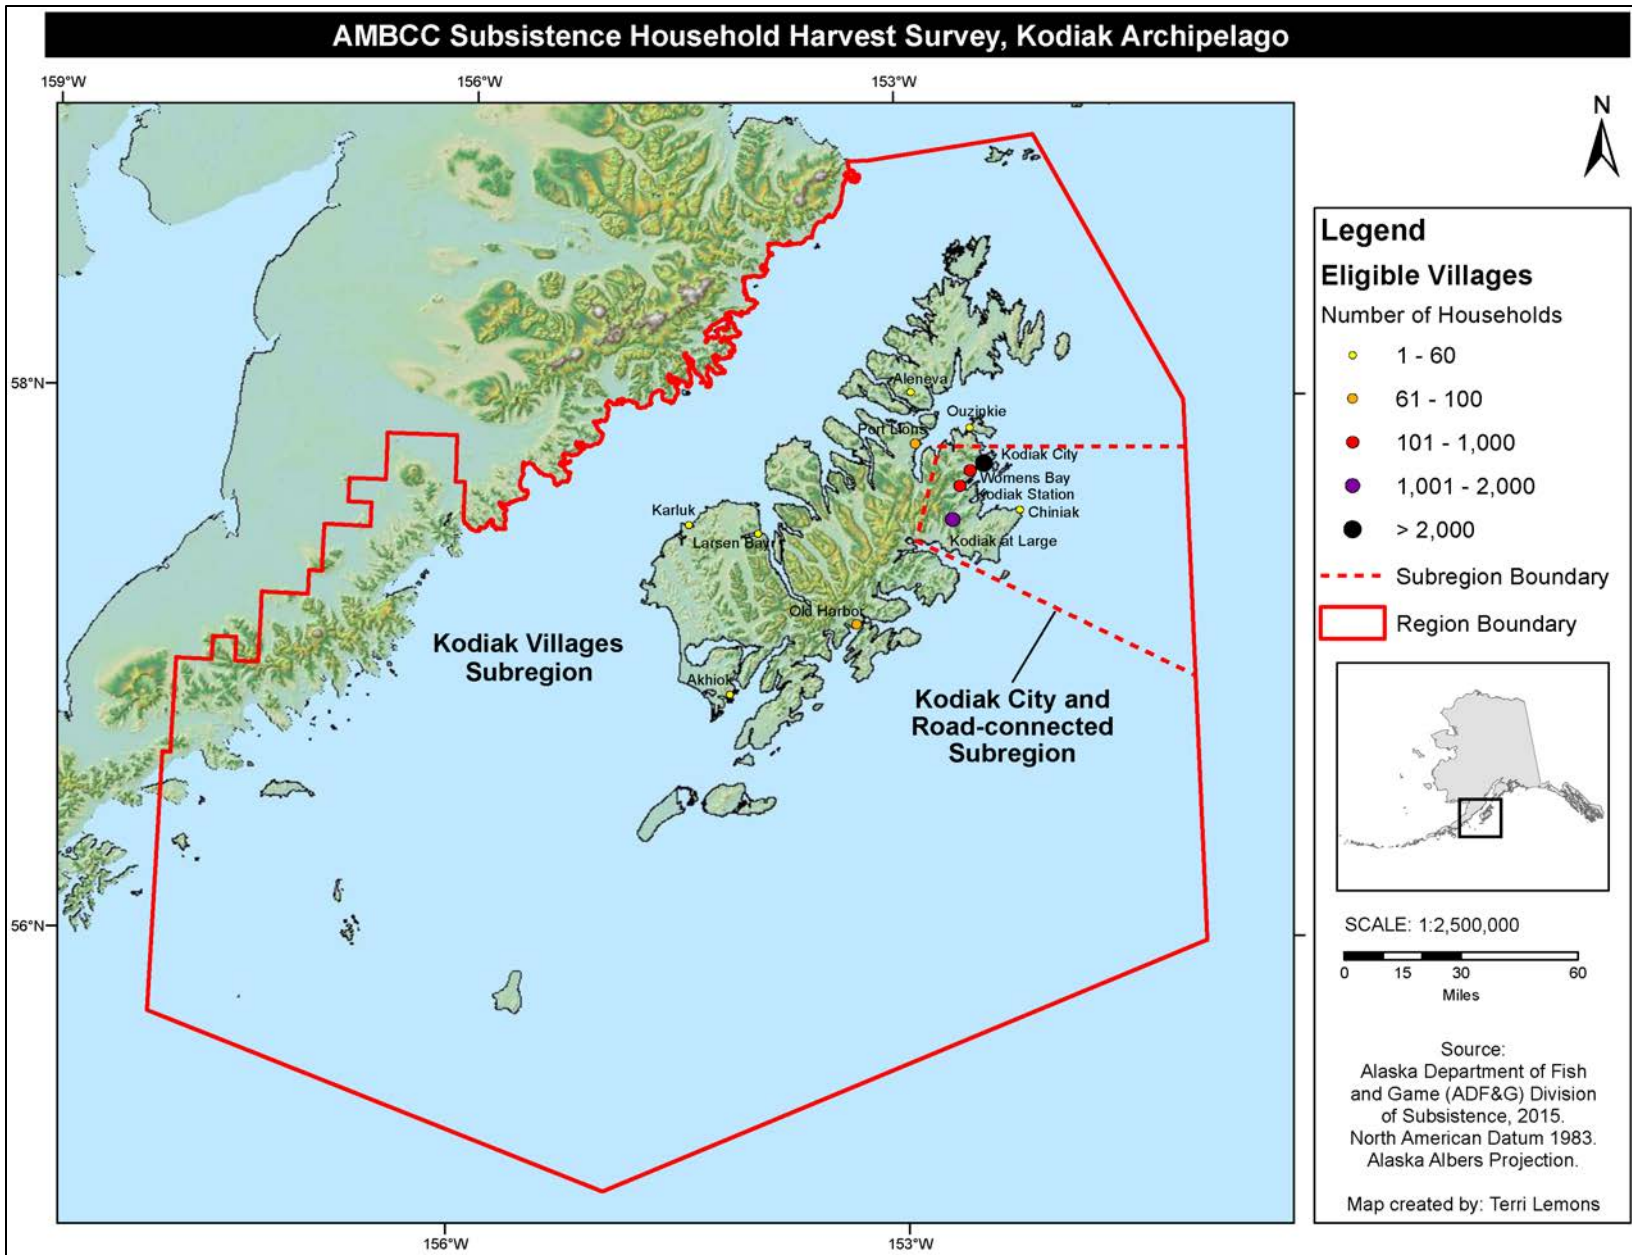 AMBCC Subsistence Household Harvest Survey, Kodiak Archipelago
159°W
156°W
153°W
N
58°N
56°N
Aleneva
Ouzinkie
Port Lions
Kodiak City
Womens Bay
Kodiak Station
Chiniak
Kodiak at Large
Karluk
Larsen Bay
Old Harbor
Akhiok
Kodiak Villages
Subregion
Kodiak City and
Road-connected
Subregion
156°W
153°W
Legend
Eligible Villages
Number of Households
1 - 60
61 - 100
101 - 1,000
1,001 - 2,000
> 2,000
Subregion Boundary
Region Boundary
SCALE: 1:2,500,000
0 15 30 60
Miles
Source:
Alaska Department of Fish
and Game (ADF&G) Division
of Subsistence, 2015.
North American Datum 1983.
Alaska Albers Projection.
Map created by: Terri Lemons